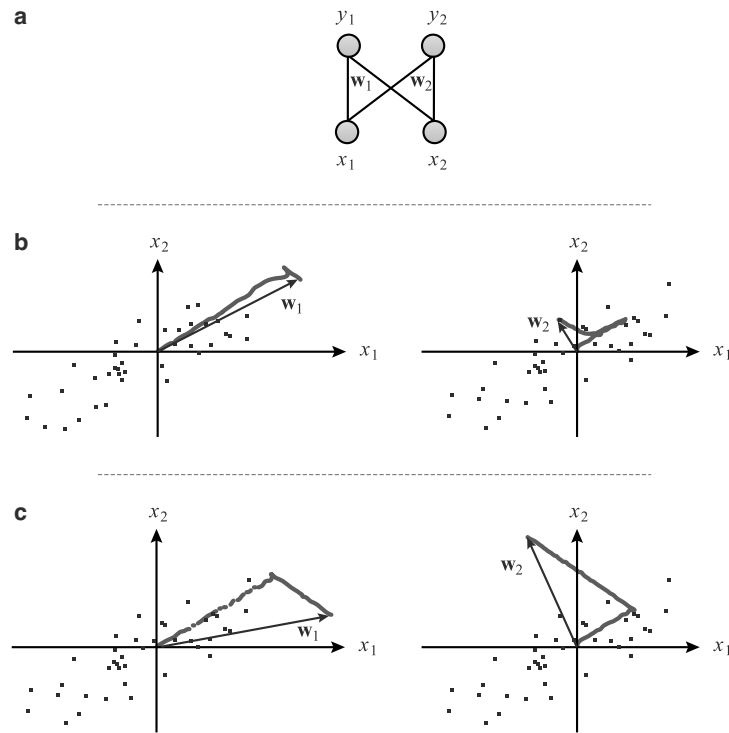 a
y₁ y₂
w₁ w₂
x₁ x₂
b
x₂ x₂
w₁ w₂
x₁ x₁
c
x₂ x₂
w₂
w₁
x₁ x₁